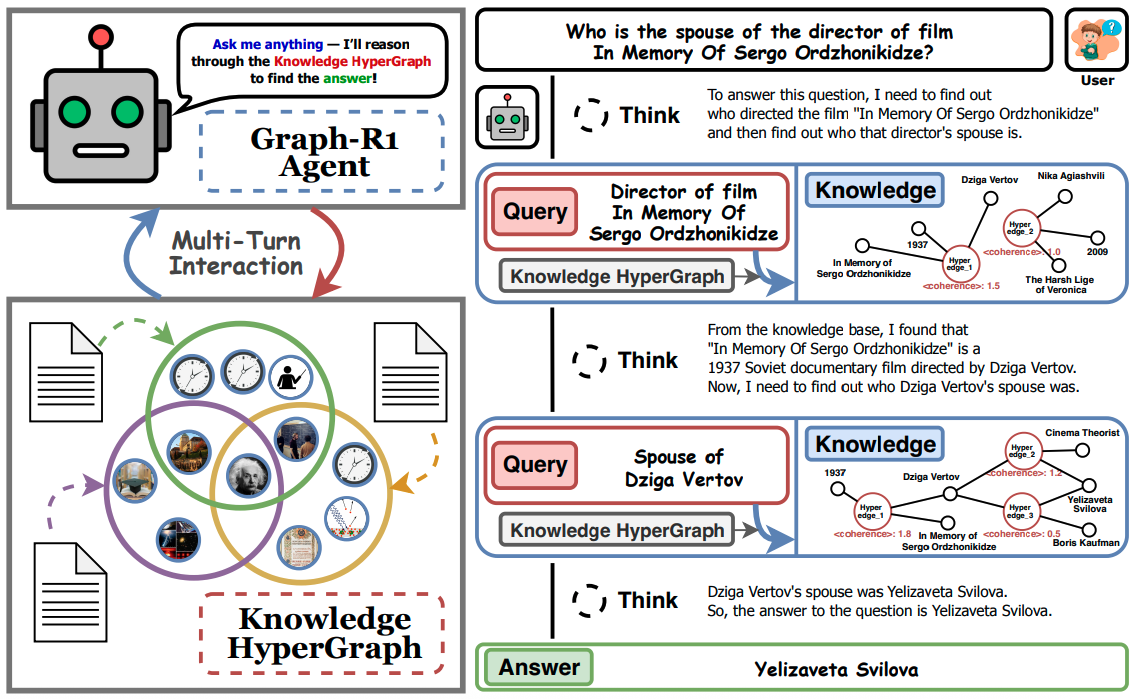 Ask me anything — I'll reason
through the Knowledge HyperGraph
to find the answer!
Graph-R1
Agent
Multi-Turn
Interaction
Knowledge
HyperGraph
Who is the spouse of the director of film
In Memory Of Sergo Ordzhonikidze?
User
Think
To answer this question, I need to find out
who directed the film "In Memory Of Sergo Ordzhonikidze"
and then find out who that director's spouse is.
Query
Director of film
In Memory Of
Sergo Ordzhonikidze
Knowledge HyperGraph
Knowledge
Dziga Vertov
Nika Agiashvili
1937
In Memory of
Sergo Ordzhonikidze
Hyper
edge_1
<coherence>: 1.5
Hyper
edge_2
<coherence>: 1.0
2009
The Harsh Lige
of Veronica
Think
From the knowledge base, I found that
"In Memory Of Sergo Ordzhonikidze" is a
1937 Soviet documentary film directed by Dziga Vertov.
Now, I need to find out who Dziga Vertov's spouse was.
Query
Spouse of
Dziga Vertov
Knowledge HyperGraph
Knowledge
1937
Hyper
edge_1
<coherence>: 1.8
Dziga Vertov
In Memory of
Sergo Ordzhonikidze
Hyper
edge_2
<coherence>: 1.2
Cinema Theorist
Yelizaveta
Svilova
Hyper
edge_3
<coherence>: 0.5
Boris Kaufman
Think
Dziga Vertov's spouse was Yelizaveta Svilova.
So, the answer to the question is Yelizaveta Svilova.
Answer
Yelizaveta Svilova